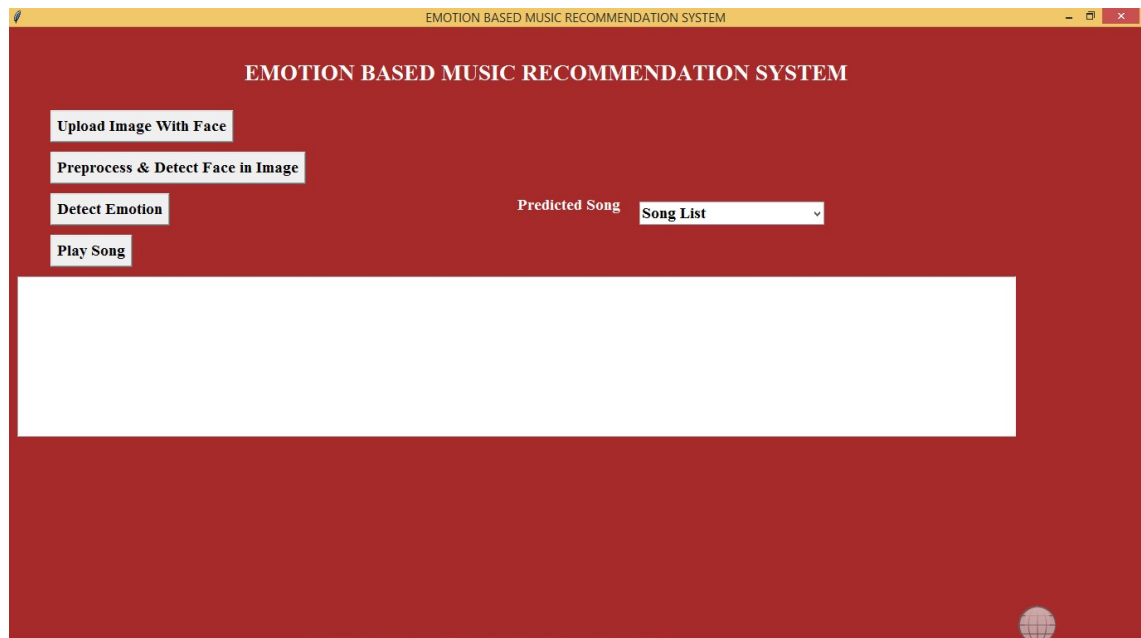 EMOTION BASED MUSIC RECOMMENDATION SYSTEM
EMOTION BASED MUSIC RECOMMENDATION SYSTEM
Upload Image With Face
Preprocess & Detect Face in Image
Detect Emotion
Predicted Song
Song List
Play Song